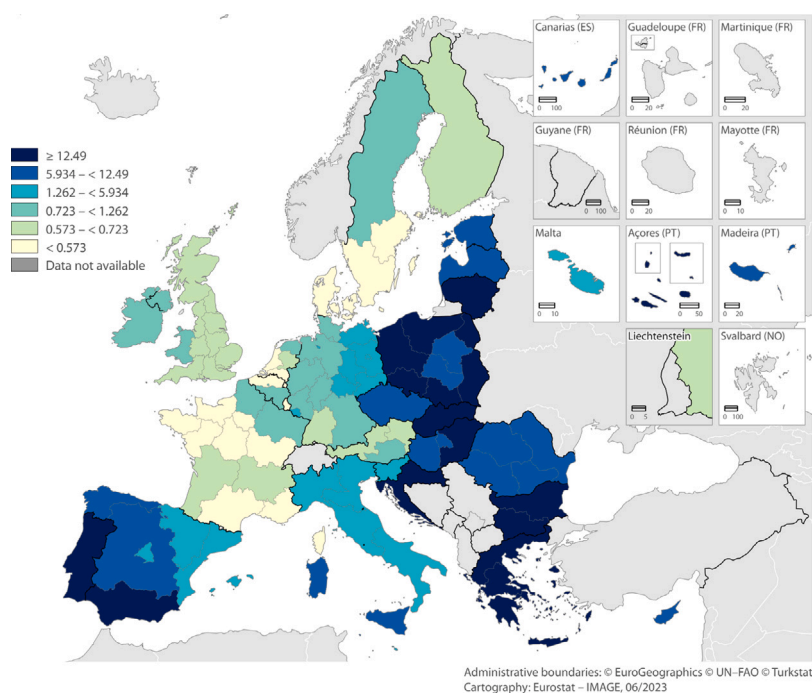 Canarias (ES)
0 100
Guadeloupe (FR)
0 20
Martinique (FR)
0 20
Guyane (FR)
0 100
Réunion (FR)
0 20
Mayotte (FR)
0 10
Malta
0 10
Açores (PT)
0 50
Madeira (PT)
0 20
Liechtenstein
0 5
Svalbard (NO)
0 100
≥ 12.49
5.934 – < 12.49
1.262 – < 5.934
0.723 – < 1.262
0.573 – < 0.723
< 0.573
Data not available
Administrative boundaries: © EuroGeographics © UN–FAO © Turkstat
Cartography: Eurostat – IMAGE, 06/2023